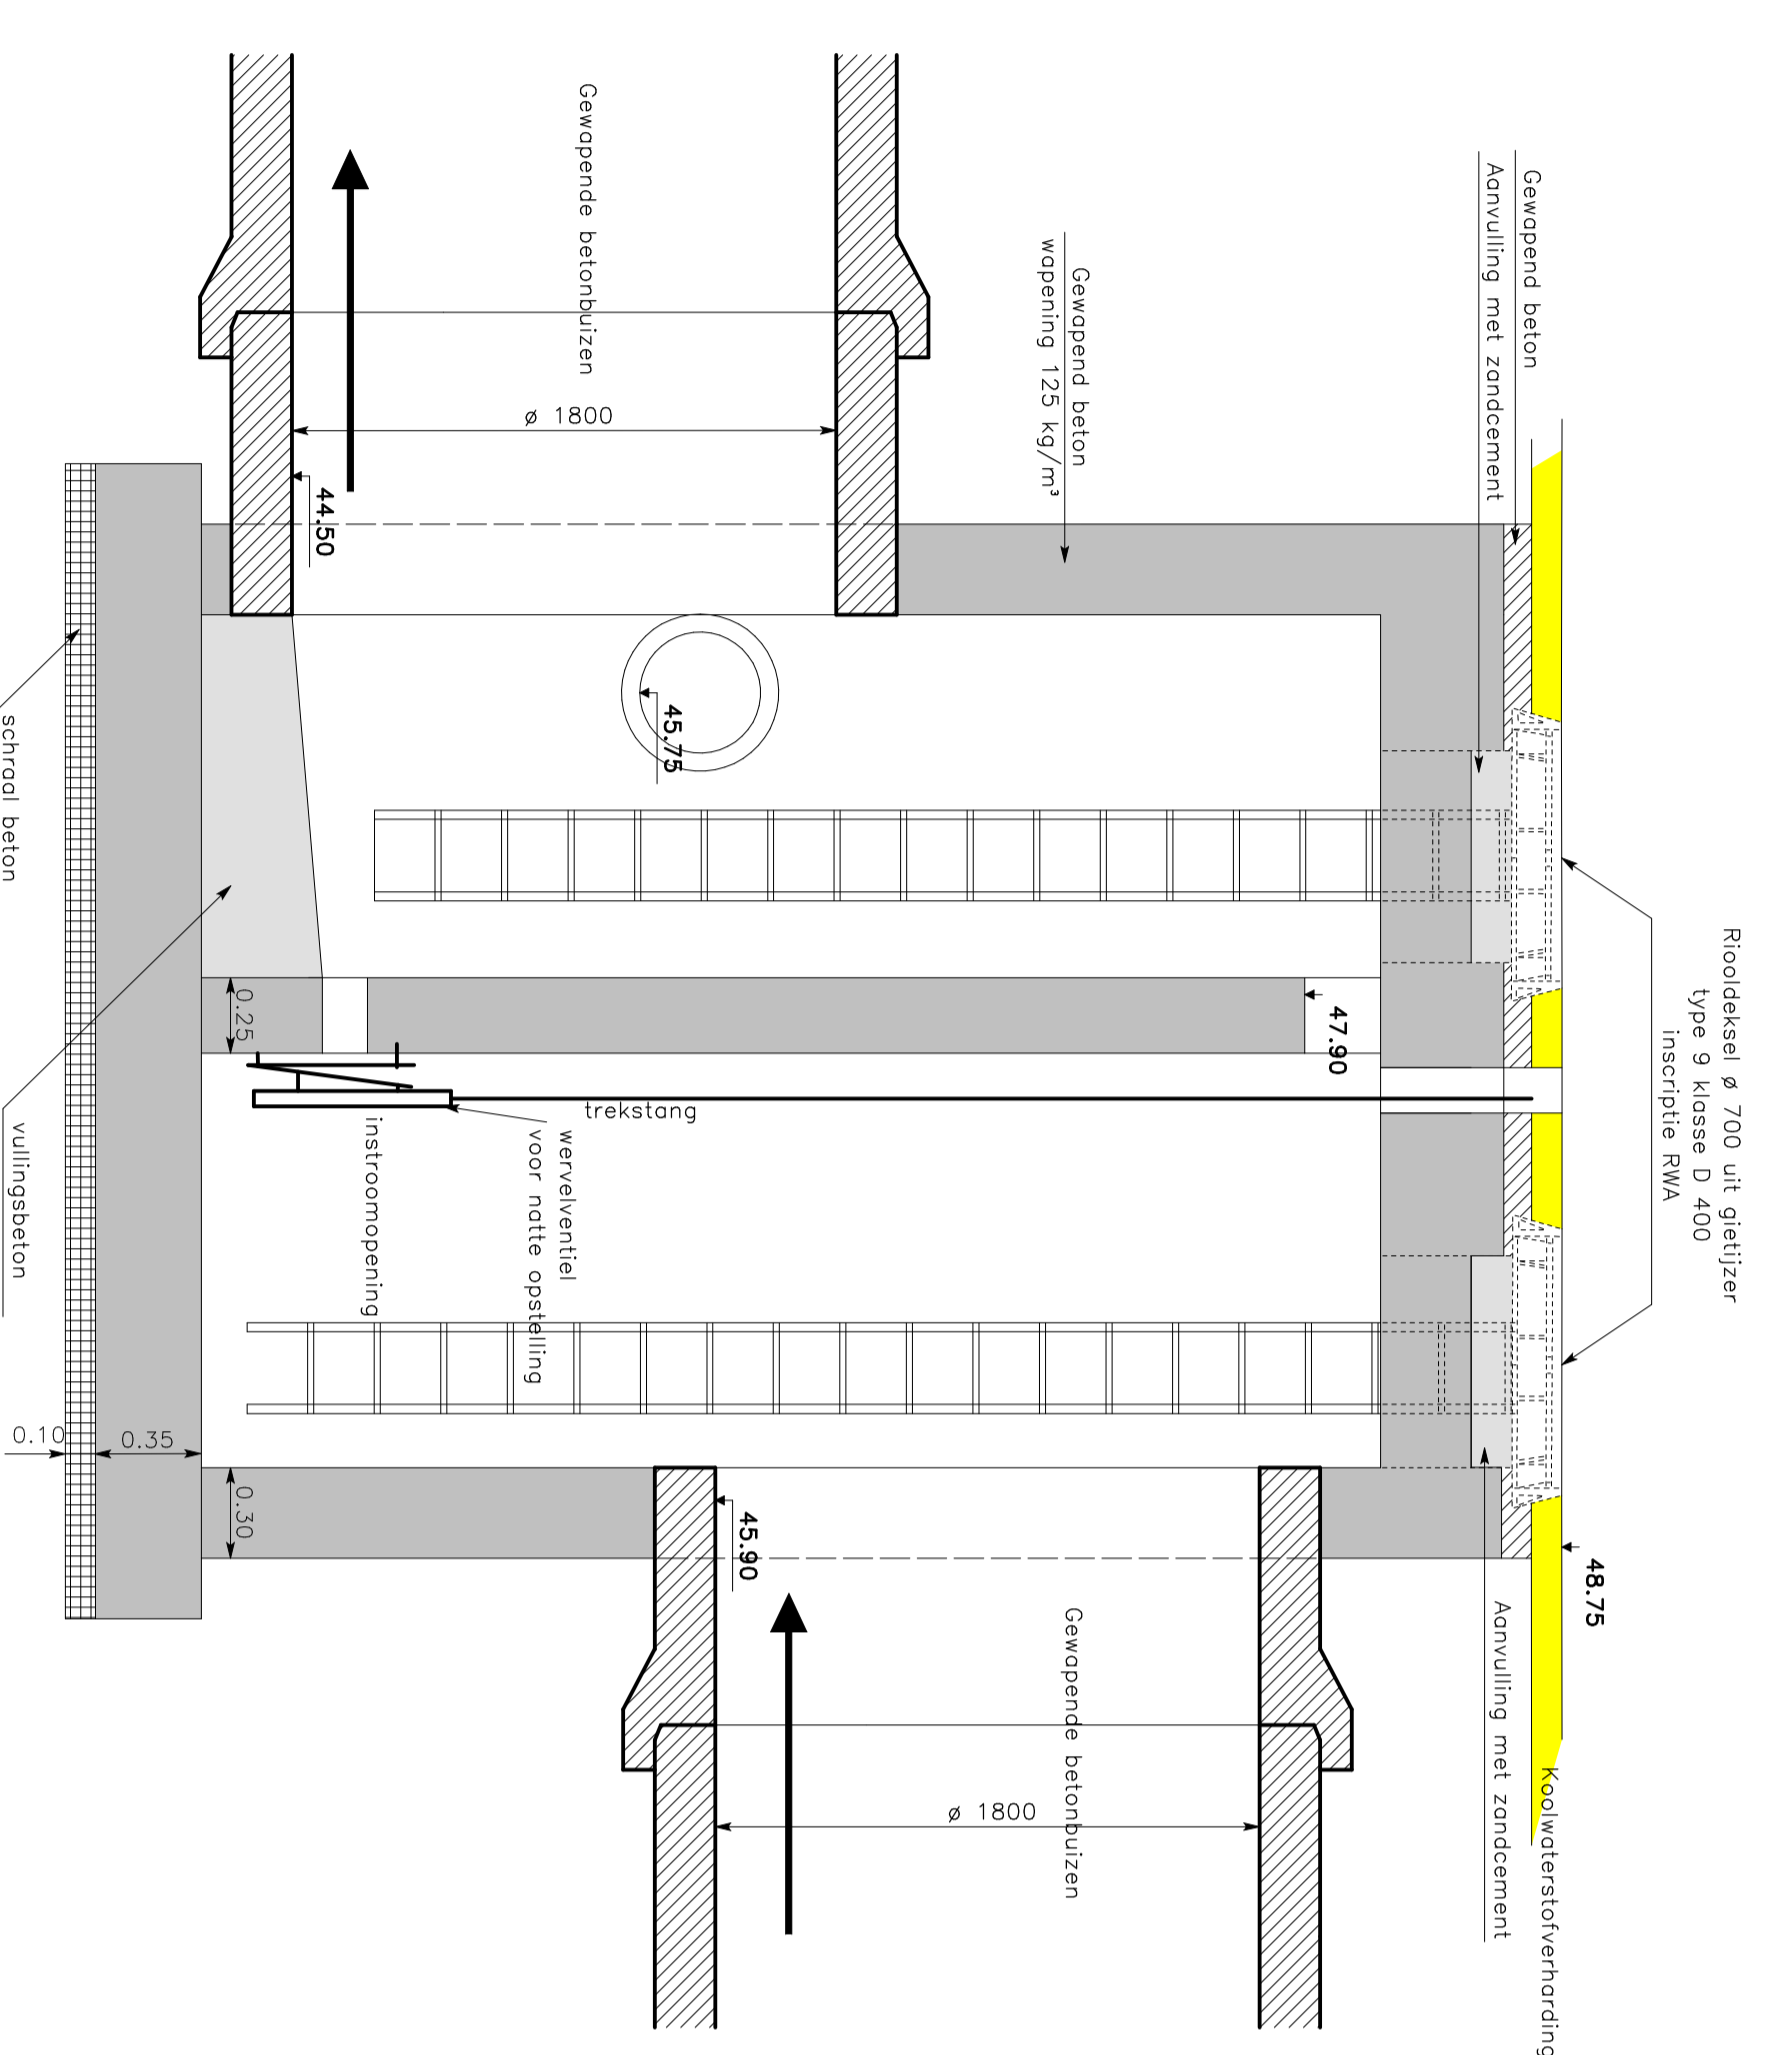 Riooldeksel ø 700 uit gietijzer
type 9 klasse D 400
inscriptie RWA
48.75
Koolwaterstofverharding
Gewapend beton
Aanvulling met zandcement
Aanvulling met zandcement
47.90
Gewapend beton
wapening 125 kg/m³
Gewapende betonbuizen
ø 1800
45.90
45.75
Gewapende betonbuizen
ø 1800
44.50
trekstang
wervelventiel
voor natte opstelling
instroomopening
0.25
0.30
0.35
0.10
schraal beton
vullingsbeton